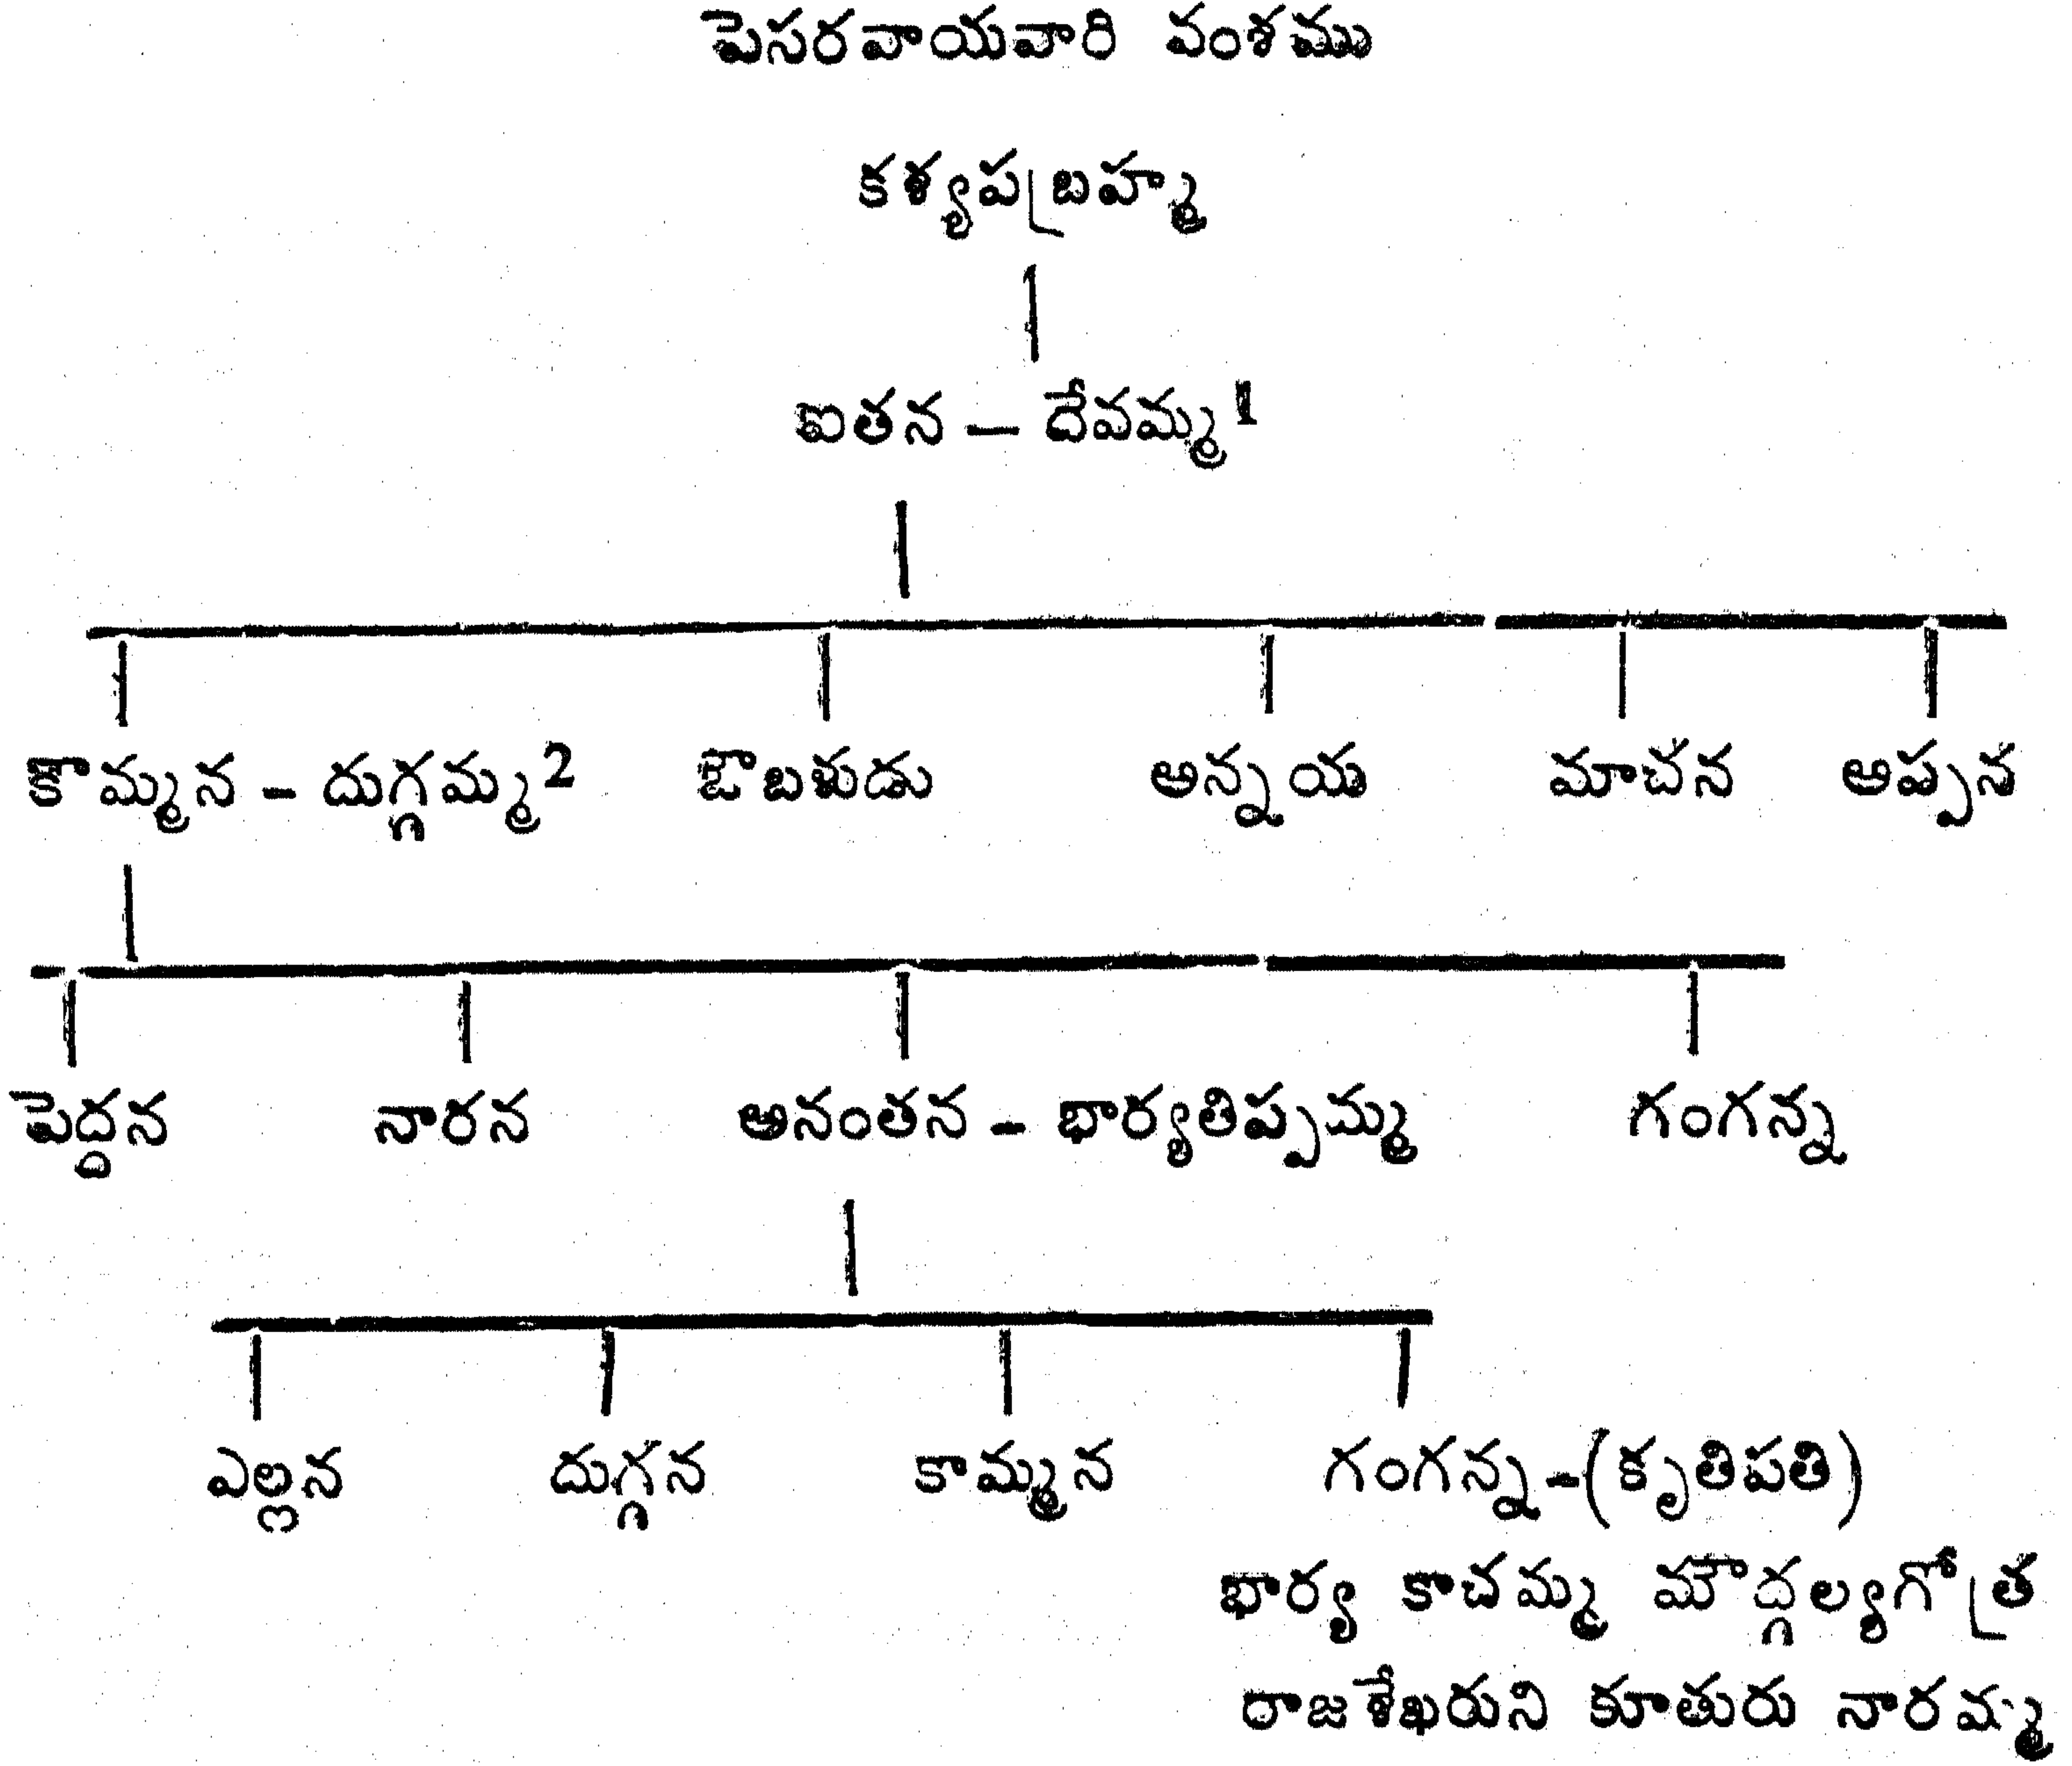 పెసరవాయవారి వంశము
కశ్యపబ్రహ్మ
ఐతన – దేవమ్మ1
కొమ్మన – దుగ్గమ్మ2 ఔబళుడు అన్నయ మాచన అప్పన
పెద్దన నారన అనంతన – భార్యతిప్పమ్మ గంగన్న
ఎల్లన దుగ్గన కామ్మన గంగన్న–(కృతిపతి)
భార్య కాచమ్మ మౌద్గల్యగోత్ర
రాజశేఖరుని కూతురు నారమ్మ